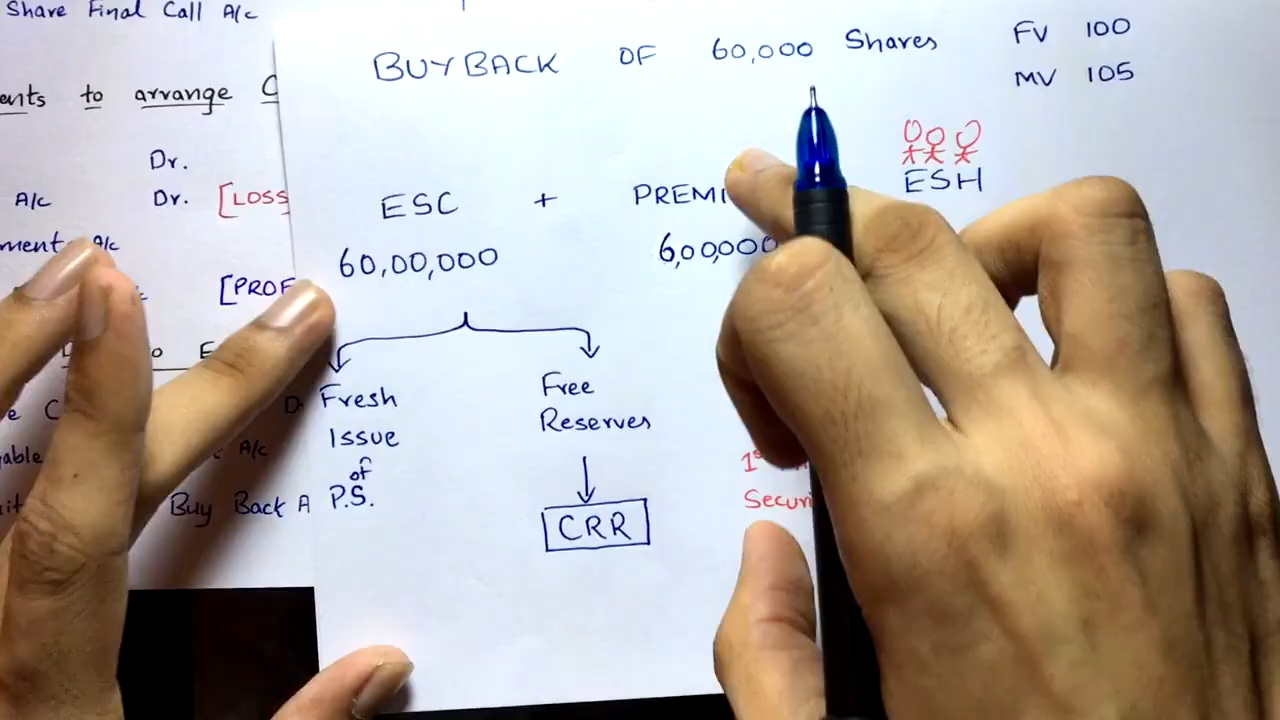 Share Final Call A/c
ents to arrange
Dr.
A/c Dr. [LOSS
ment A/c
[PROF
A/c
Buy Back A
BUYBACK OF 60,000 Shares
FV 100
MV 105
ESH
ESC + PREMI
60,00,000 6,00,000
Fresh
Issue
of
P.S.
Free
Reserves
CRR
Securi